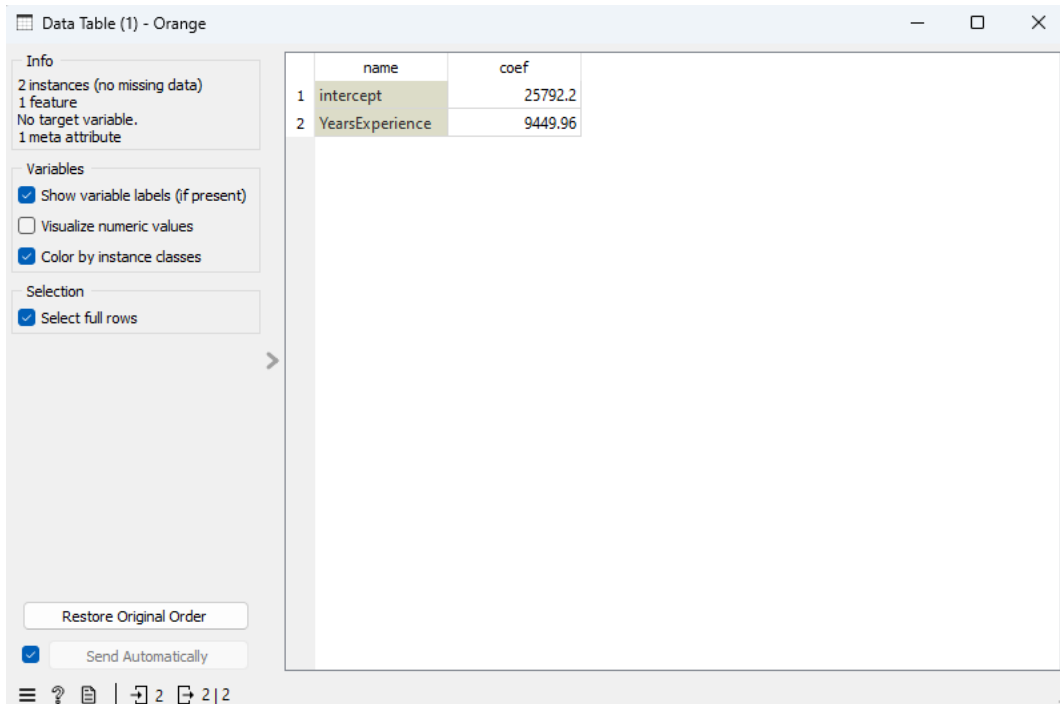 Data Table (1) - Orange
Info
2 instances (no missing data)
1 feature
No target variable.
1 meta attribute
Variables
Show variable labels (if present)
Visualize numeric values
Color by instance classes
Selection
Select full rows
Restore Original Order
Send Automatically
2 2|2
name coef
1 intercept 25792.2
2 YearsExperience 9449.96